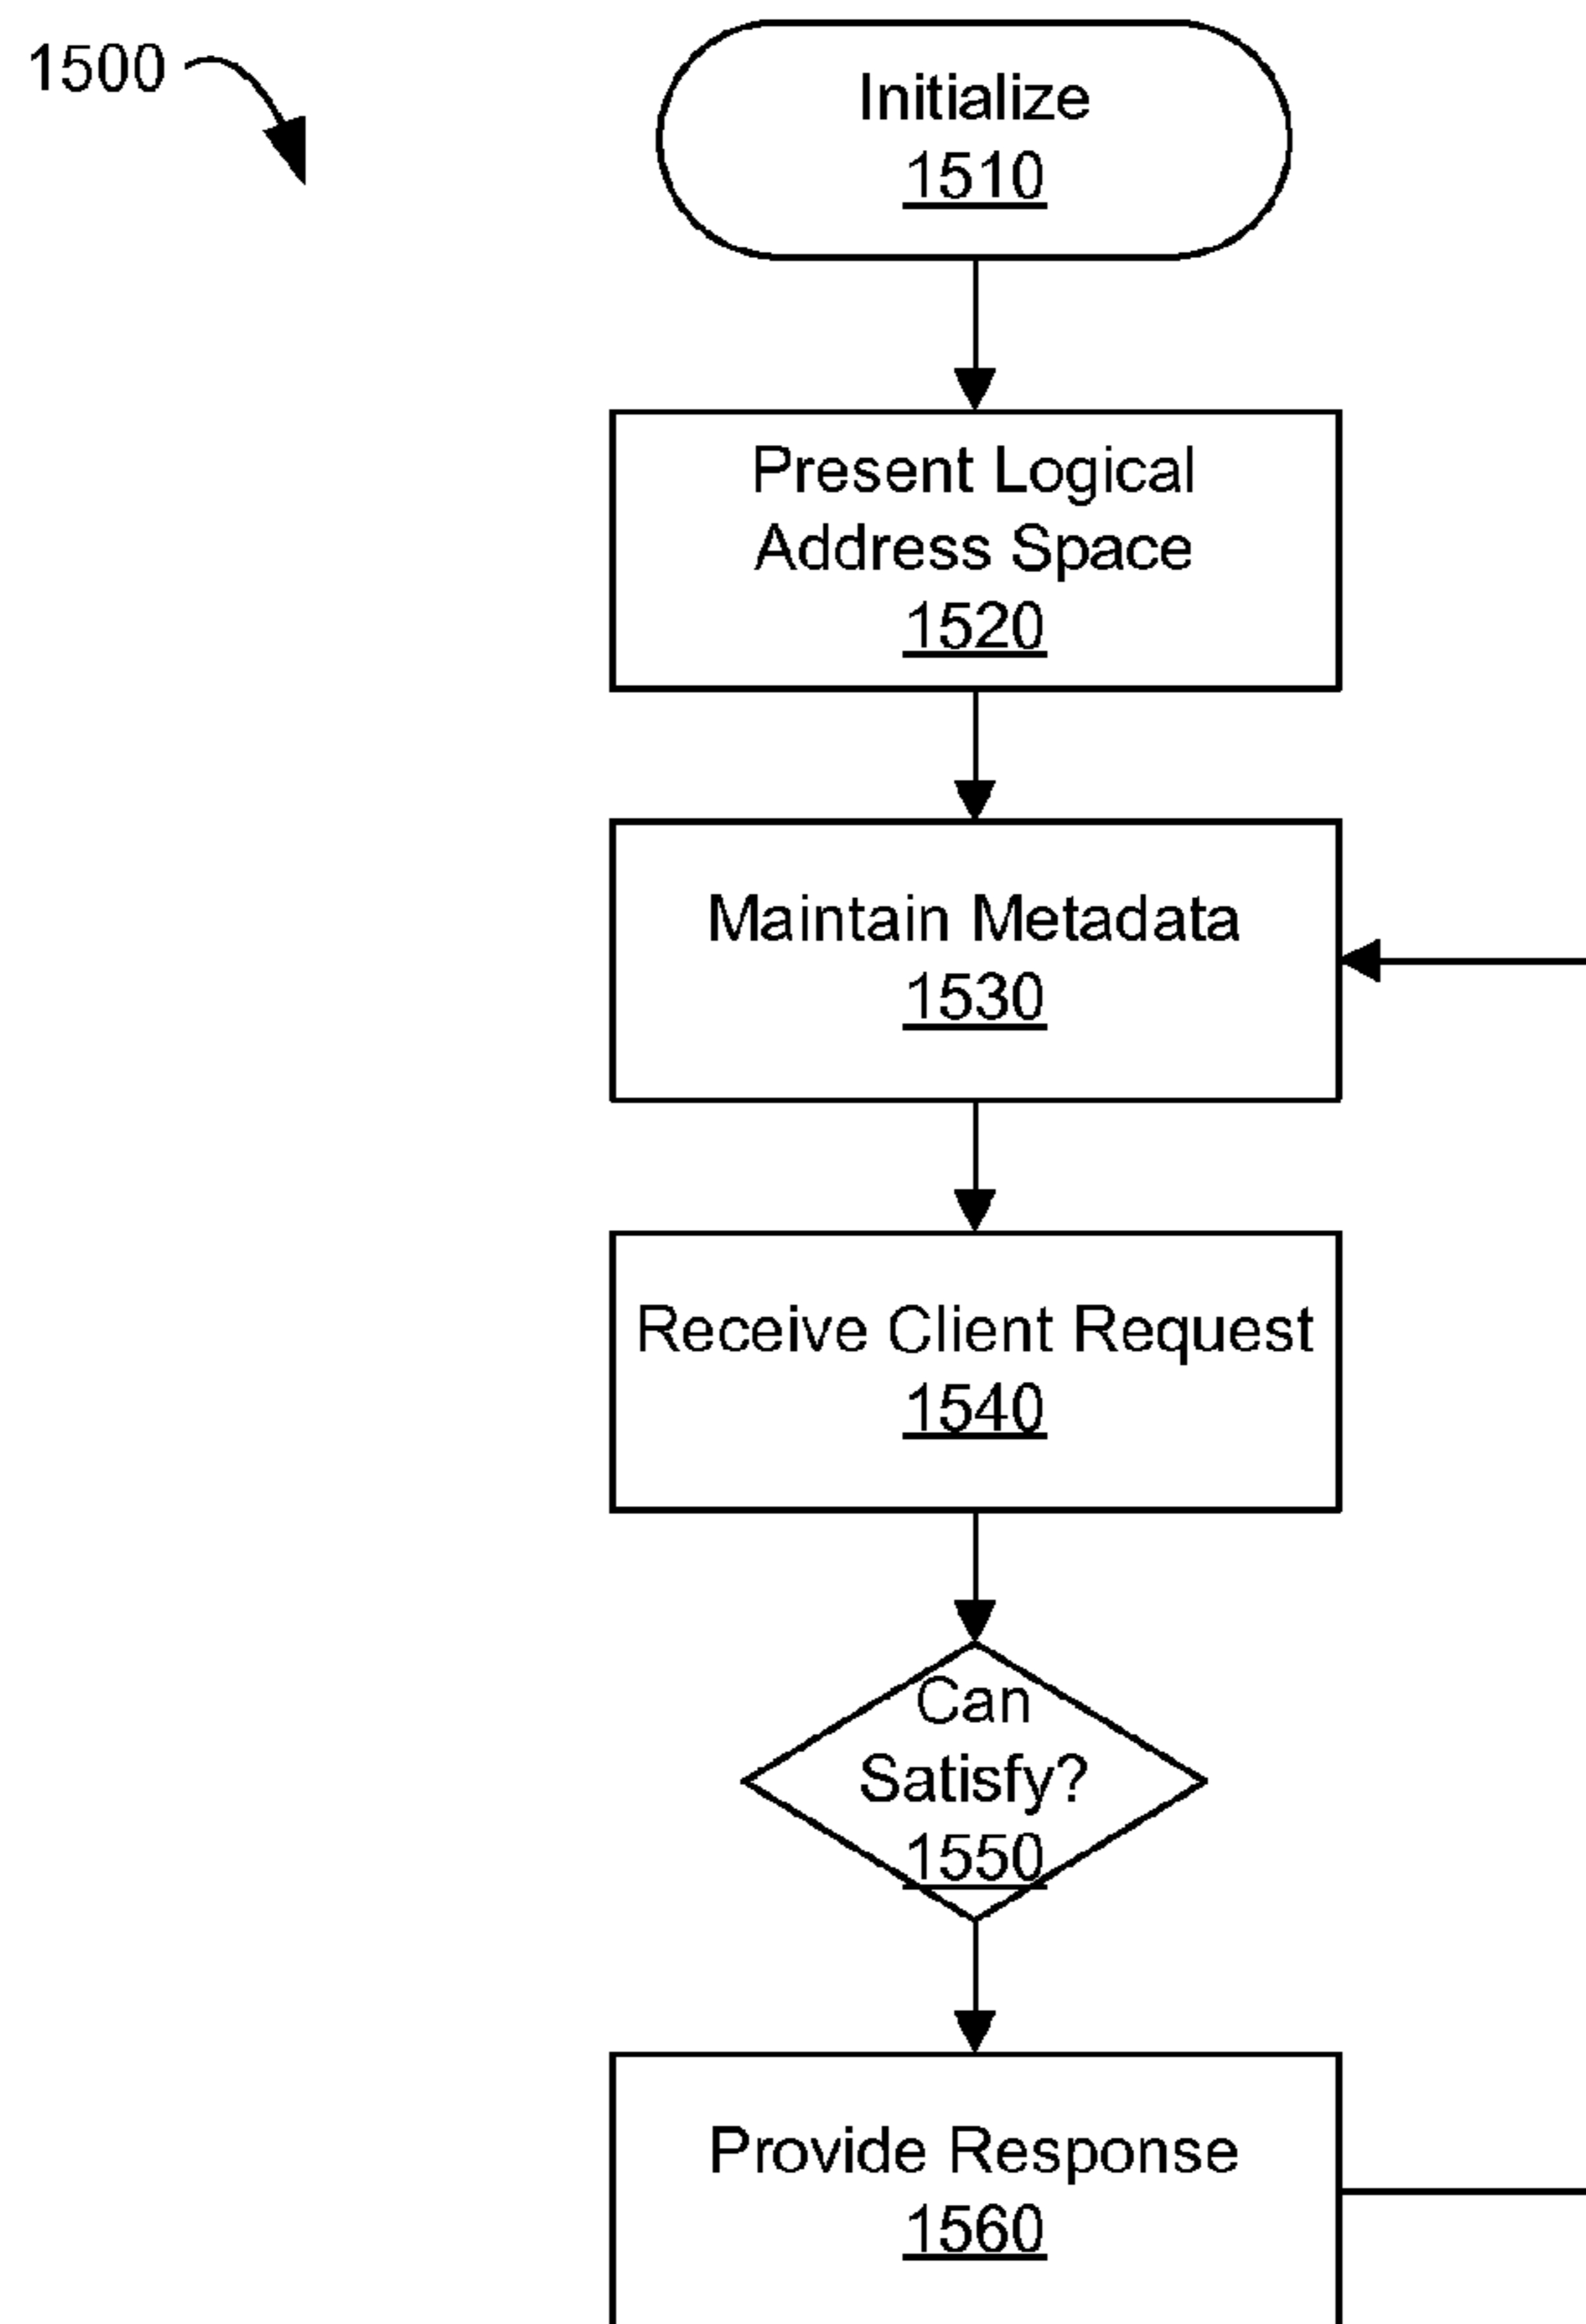 1500
Initialize
1510
Present Logical
Address Space
1520
Maintain Metadata
1530
Receive Client Request
1540
Can
Satisfy?
1550
Provide Response
1560